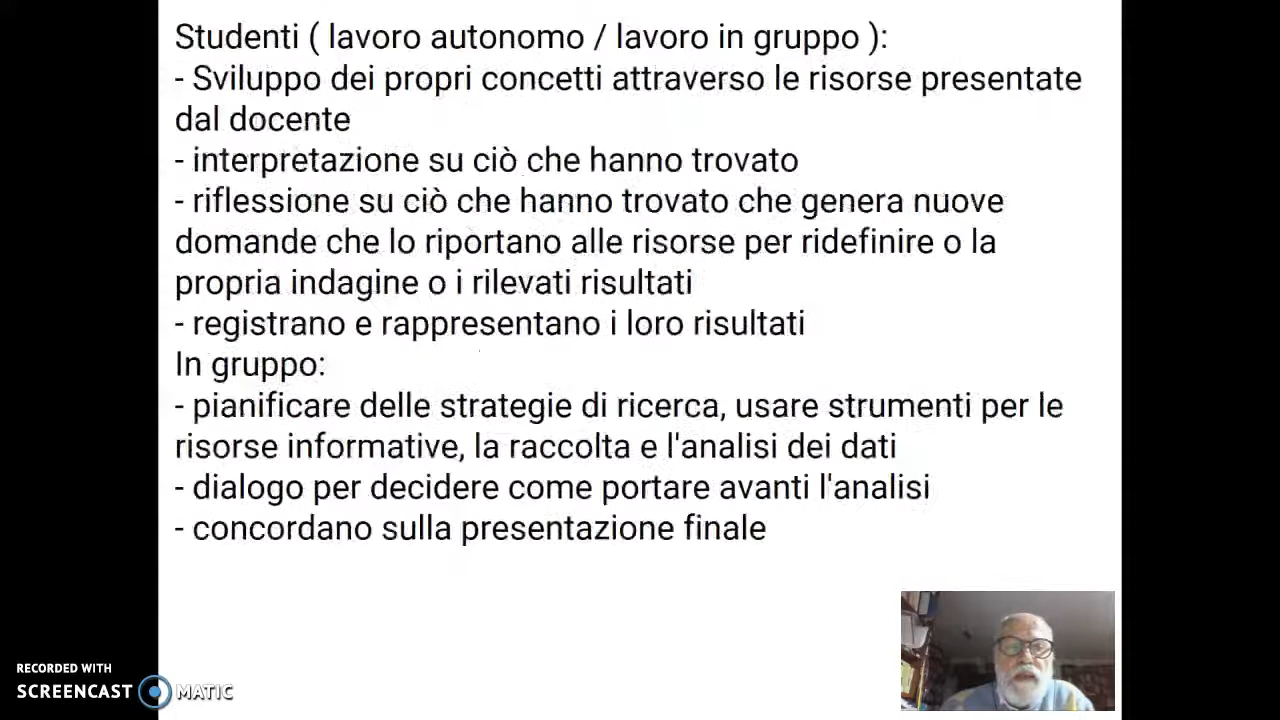 Studenti ( lavoro autonomo / lavoro in gruppo ):
- Sviluppo dei propri concetti attraverso le risorse presentate
dal docente
- interpretazione su ciò che hanno trovato
- riflessione su ciò che hanno trovato che genera nuove
domande che lo riportano alle risorse per ridefinire o la
propria indagine o i rilevati risultati
- registrano e rappresentano i loro risultati
In gruppo:
- pianificare delle strategie di ricerca, usare strumenti per le
risorse informative, la raccolta e l'analisi dei dati
- dialogo per decidere come portare avanti l'analisi
- concordano sulla presentazione finale
RECORDED WITH
SCREENCAST MATIC